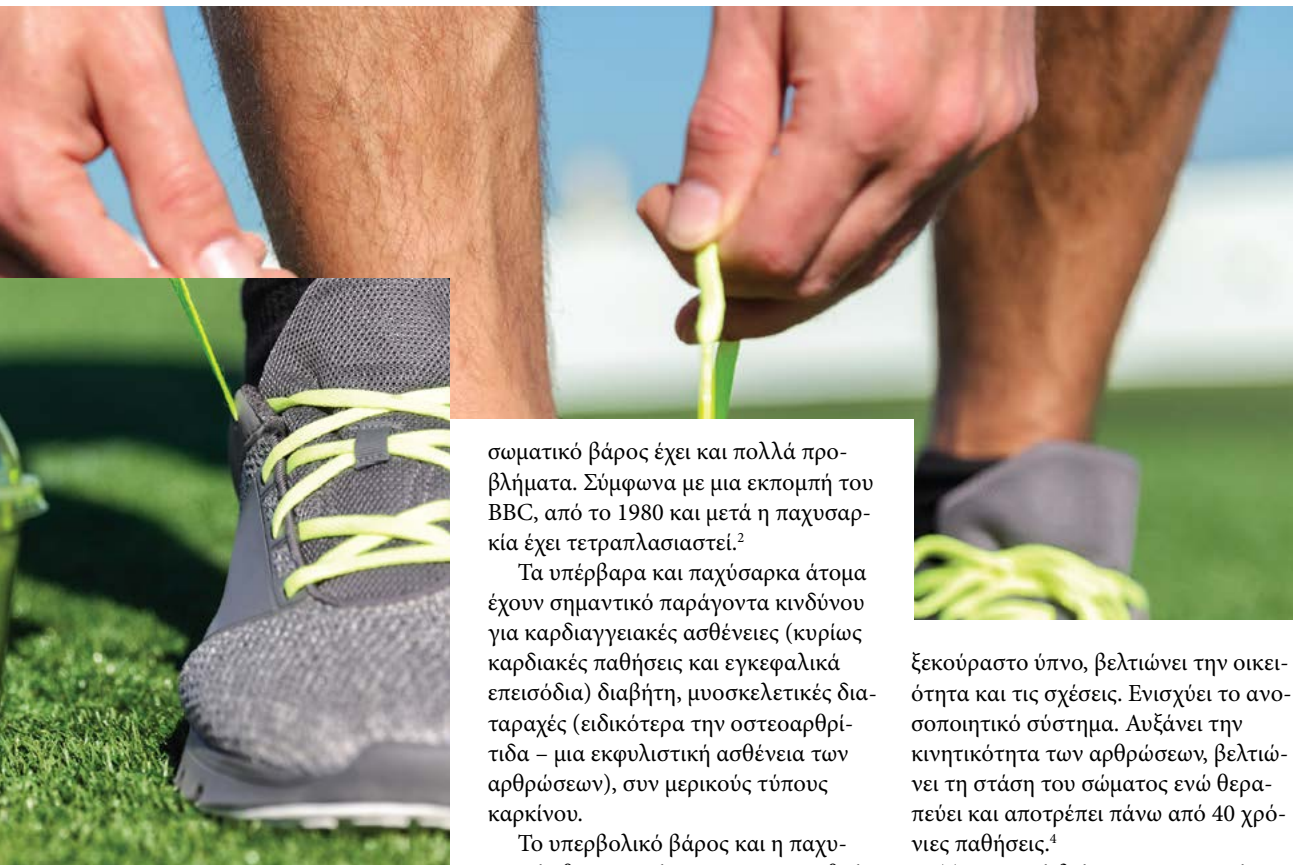 σωματικό βάρος έχει και πολλά προ-
βλήματα. Σύμφωνα με μια εκπομπή του
BBC, από το 1980 και μετά η παχυσαρ-
κία έχει τετραπλασιαστεί.²
Τα υπέρβαρα και παχύσαρκα άτομα
έχουν σημαντικό παράγοντα κινδύνου
για καρδιαγγειακές ασθένειες (κυρίως
καρδιακές παθήσεις και εγκεφαλικά
επεισόδια) διαβήτη, μυοσκελετικές δια-
ταραχές (ειδικότερα την οστεοαρθρί-
τιδα – μια εκφυλιστική ασθένεια των
αρθρώσεων), συν μερικούς τύπους
καρκίνου.
Το υπερβολικό βάρος και η παχυ-
ξεκούραστο ύπνο, βελτιώνει την οικει-
ότητα και τις σχέσεις. Ενισχύει το ανο-
σοποιητικό σύστημα. Αυξάνει την
κινητικότητα των αρθρώσεων, βελτιώ-
νει τη στάση του σώματος ενώ θερα-
πεύει και αποτρέπει πάνω από 40 χρό-
νιες παθήσεις.⁴